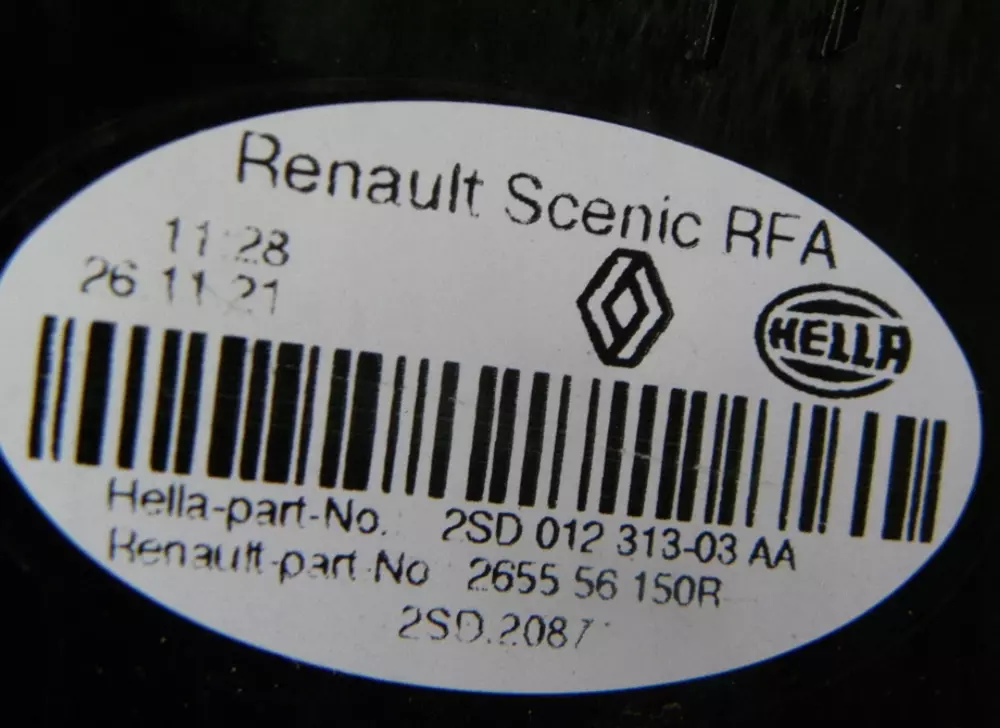 Renault Scenic RFA
11:28
26 11 21
HELLA
Hella-part-No. 2SD 012 313-03 AA
Renault-part-No 2655 56 150R
2SD.2087